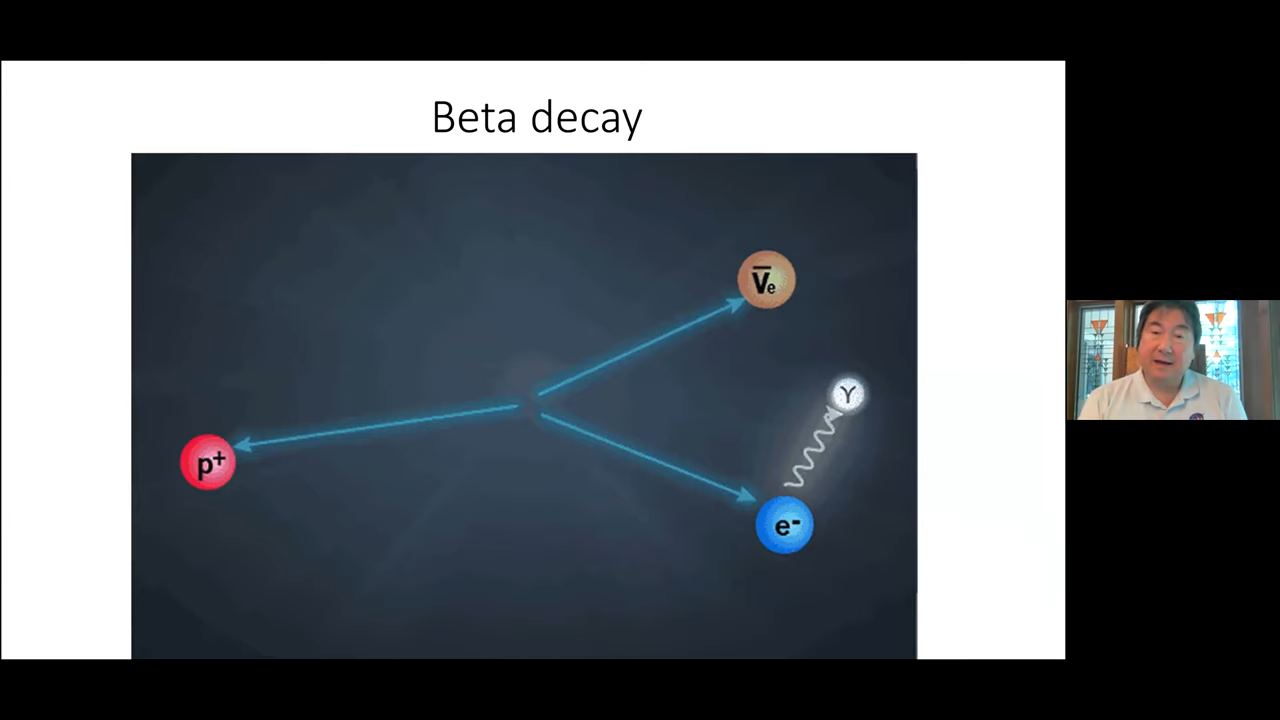 Beta decay
V̅e
γ
p+
e-